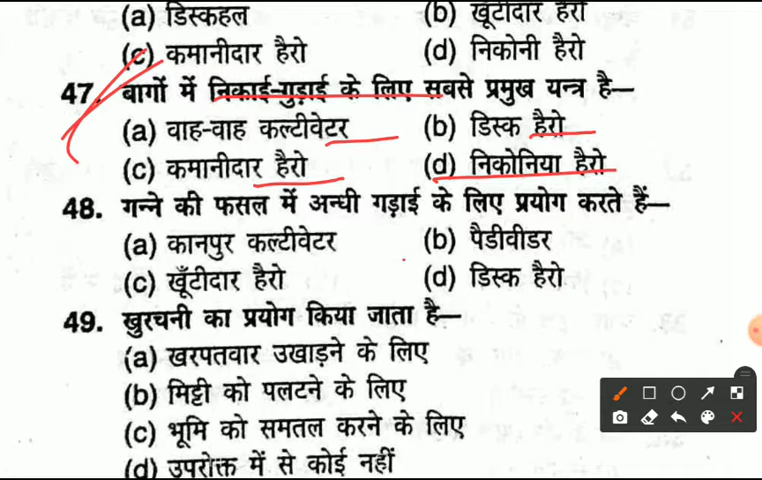 (a) डिस्कहल (b) खूँटीदार हैरो
(c) कमानीदार हैरो (d) निकोनी हैरो
47. बागों में निकाई-गुड़ाई के लिए सबसे प्रमुख यन्त्र है—
(a) वाह-वाह कल्टीवेटर (b) डिस्क हैरो
(c) कमानीदार हैरो (d) निकोनिया हैरो
48. गन्ने की फसल में अन्धी गड़ाई के लिए प्रयोग करते हैं—
(a) कानपुर कल्टीवेटर (b) पैडीवीडर
(c) खूँटीदार हैरो (d) डिस्क हैरो
49. खुरचनी का प्रयोग किया जाता है—
(a) खरपतवार उखाड़ने के लिए
(b) मिट्टी को पलटने के लिए
(c) भूमि को समतल करने के लिए
(d) उपरोक्त में से कोई नहीं